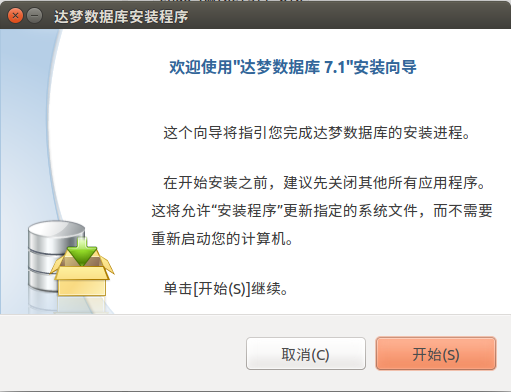 达梦数据库安装程序
欢迎使用"达梦数据库 7.1"安装向导
这个向导将指引您完成达梦数据库的安装进程。
在开始安装之前，建议先关闭其他所有应用程序。
这将允许“安装程序”更新指定的系统文件，而不需要
重新启动您的计算机。
单击[开始(S)]继续。
取消(C)
开始(S)